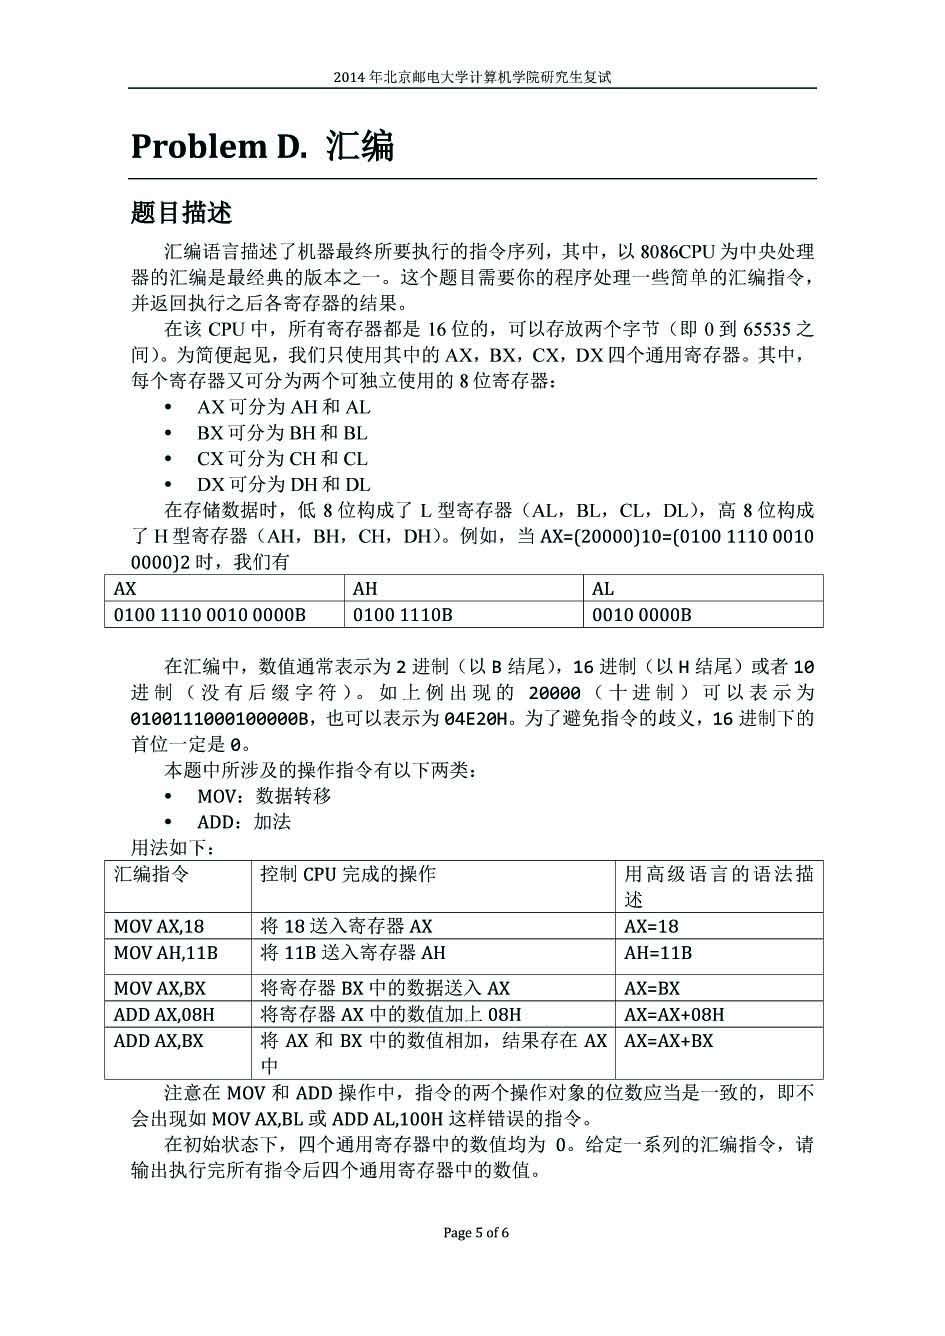 2014 年北京邮电大学计算机学院研究生复试
Problem D. 汇编
题目描述
汇编语言描述了机器最终所要执行的指令序列，其中，以 8086CPU 为中央处理
器的汇编是最经典的版本之一。这个题目需要你的程序处理一些简单的汇编指令，
并返回执行之后各寄存器的结果。
在该 CPU 中，所有寄存器都是 16 位的，可以存放两个字节（即 0 到 65535 之
间）。为简便起见，我们只使用其中的 AX，BX，CX，DX 四个通用寄存器。其中，
每个寄存器又可分为两个可独立使用的 8 位寄存器：
• AX 可分为 AH 和 AL
• BX 可分为 BH 和 BL
• CX 可分为 CH 和 CL
• DX 可分为 DH 和 DL
在存储数据时，低 8 位构成了 L 型寄存器（AL，BL，CL，DL），高 8 位构成
了 H 型寄存器（AH，BH，CH，DH）。例如，当 AX=(20000)10=(0100 1110 0010
0000)2 时，我们有
AX AH AL
0100 1110 0010 0000B 0100 1110B 0010 0000B
在汇编中，数值通常表示为 2 进制（以 B 结尾），16 进制（以 H 结尾）或者 10
进制（没有后缀字符）。如上例出现的 20000（十进制）可以表示为
0100111000100000B，也可以表示为 04E20H。为了避免指令的歧义，16 进制下的
首位一定是 0。
本题中所涉及的操作指令有以下两类：
• MOV：数据转移
• ADD：加法
用法如下：
汇编指令 控制 CPU 完成的操作 用高级语言的语法描
述
MOV AX,18 将 18 送入寄存器 AX AX=18
MOV AH,11B 将 11B 送入寄存器 AH AH=11B
MOV AX,BX 将寄存器 BX 中的数据送入 AX AX=BX
ADD AX,08H 将寄存器 AX 中的数值加上 08H AX=AX+08H
ADD AX,BX 将 AX 和 BX 中的数值相加，结果存在 AX AX=AX+BX
中
注意在 MOV 和 ADD 操作中，指令的两个操作对象的位数应当是一致的，即不
会出现如 MOV AX,BL 或 ADD AL,100H 这样错误的指令。
在初始状态下，四个通用寄存器中的数值均为 0。给定一系列的汇编指令，请
输出执行完所有指令后四个通用寄存器中的数值。
Page 5 of 6